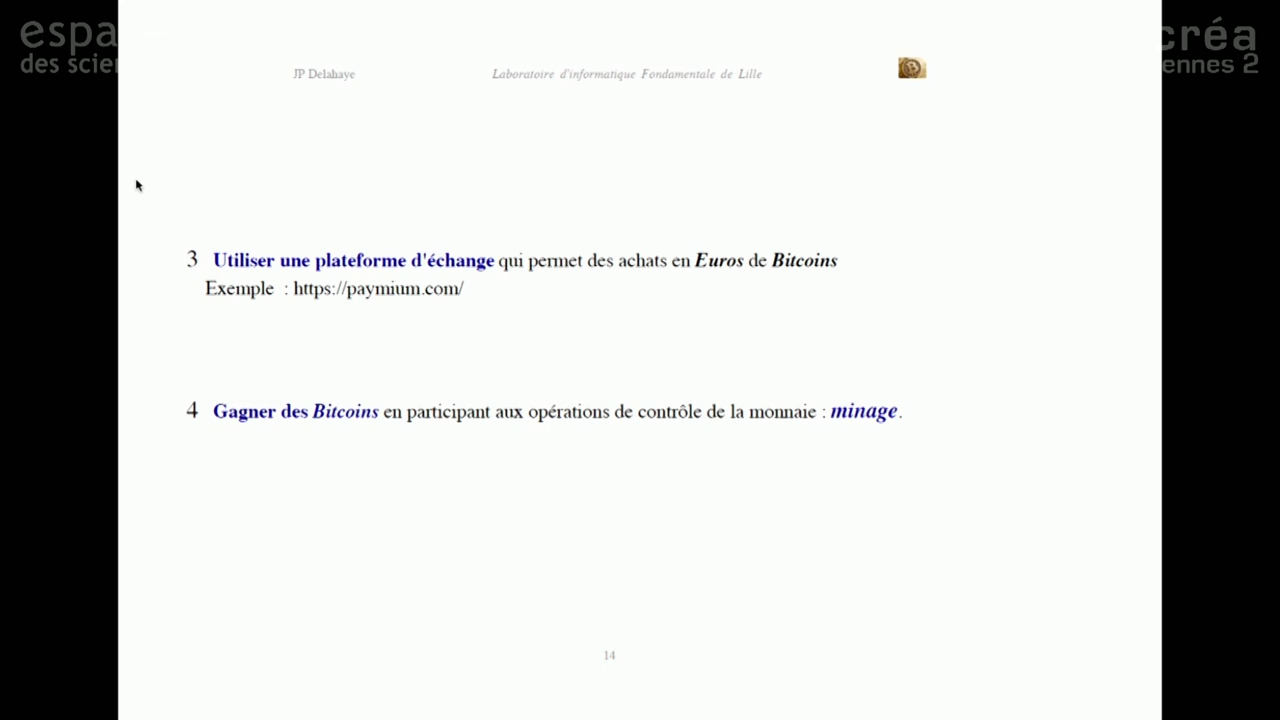 espa
des scien
créa
ennes 2
JP Delahaye
Laboratoire d'informatique Fondamentale de Lille
3 Utiliser une plateforme d'échange qui permet des achats en Euros de Bitcoins
Exemple : https://paymium.com/
4 Gagner des Bitcoins en participant aux opérations de contrôle de la monnaie : minage.
14